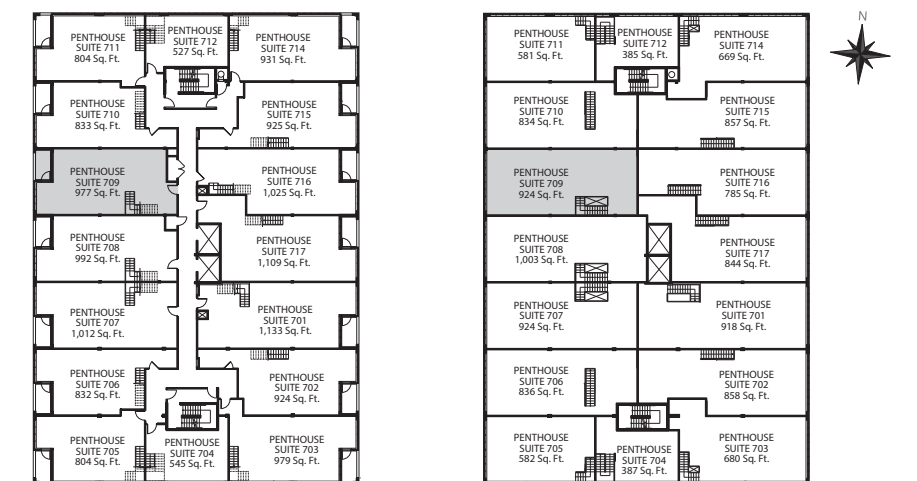 N
PENTHOUSE
SUITE 711
804 Sq. Ft.
PENTHOUSE
SUITE 712
527 Sq. Ft.
PENTHOUSE
SUITE 714
931 Sq. Ft.
PENTHOUSE
SUITE 710
833 Sq. Ft.
PENTHOUSE
SUITE 715
925 Sq. Ft.
PENTHOUSE
SUITE 709
977 Sq. Ft.
PENTHOUSE
SUITE 716
1,025 Sq. Ft.
PENTHOUSE
SUITE 708
992 Sq. Ft.
PENTHOUSE
SUITE 717
1,109 Sq. Ft.
PENTHOUSE
SUITE 707
1,012 Sq. Ft.
PENTHOUSE
SUITE 701
1,133 Sq. Ft.
PENTHOUSE
SUITE 706
832 Sq. Ft.
PENTHOUSE
SUITE 702
924 Sq. Ft.
PENTHOUSE
SUITE 705
804 Sq. Ft.
PENTHOUSE
SUITE 704
545 Sq. Ft.
PENTHOUSE
SUITE 703
979 Sq. Ft.
PENTHOUSE
SUITE 711
581 Sq. Ft.
PENTHOUSE
SUITE 712
385 Sq. Ft.
PENTHOUSE
SUITE 714
669 Sq. Ft.
PENTHOUSE
SUITE 710
834 Sq. Ft.
PENTHOUSE
SUITE 715
857 Sq. Ft.
PENTHOUSE
SUITE 709
924 Sq. Ft.
PENTHOUSE
SUITE 716
785 Sq. Ft.
PENTHOUSE
SUITE 708
1,003 Sq. Ft.
PENTHOUSE
SUITE 717
844 Sq. Ft.
PENTHOUSE
SUITE 707
924 Sq. Ft.
PENTHOUSE
SUITE 701
918 Sq. Ft.
PENTHOUSE
SUITE 706
836 Sq. Ft.
PENTHOUSE
SUITE 702
858 Sq. Ft.
PENTHOUSE
SUITE 705
582 Sq. Ft.
PENTHOUSE
SUITE 704
387 Sq. Ft.
PENTHOUSE
SUITE 703
680 Sq. Ft.